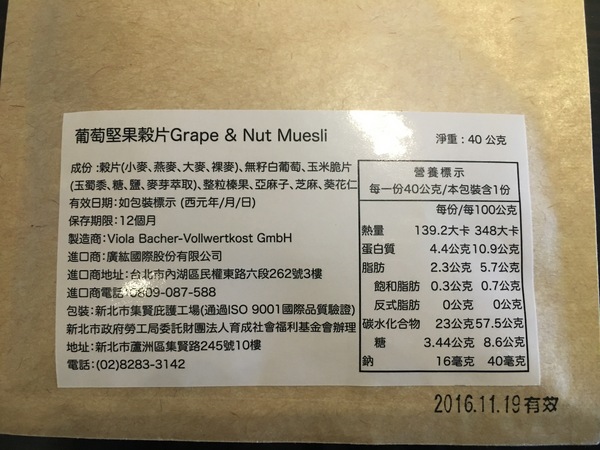 葡萄堅果穀片Grape & Nut Muesli
淨重：40 公克
成份 :穀片(小麥、燕麥、大麥、裸麥)、無籽白葡萄、玉米脆片
(玉蜀黍、糖、鹽、麥芽萃取)、整粒榛果、亞麻子、芝麻、葵花仁
有效日期：如包裝標示 (西元年/月/日)
保存期限：12個月
製造商：Viola Bacher-Vollwertkost GmbH
進口商：廣紘國際股份有限公司
進口商地址：台北市內湖區民權東路六段262號3樓
進口商電話：0809-087-588
包裝：新北市集賢庇護工場(通過ISO 9001國際品質驗證)
新北市政府勞工局委託財團法人育成社會福利基金會辦理
地址：新北市蘆洲區集賢路245號10樓
電話：(02)8283-3142
營養標示
每一份40公克/本包裝含1份
每份/每100公克
熱量 139.2大卡 348大卡
蛋白質 4.4公克 10.9公克
脂肪 2.3公克 5.7公克
飽和脂肪 0.3公克 0.7公克
反式脂肪 0公克 0公克
碳水化合物 23公克 57.5公克
糖 3.44公克 8.6公克
鈉 16毫克 40毫克
2016.11.19有效